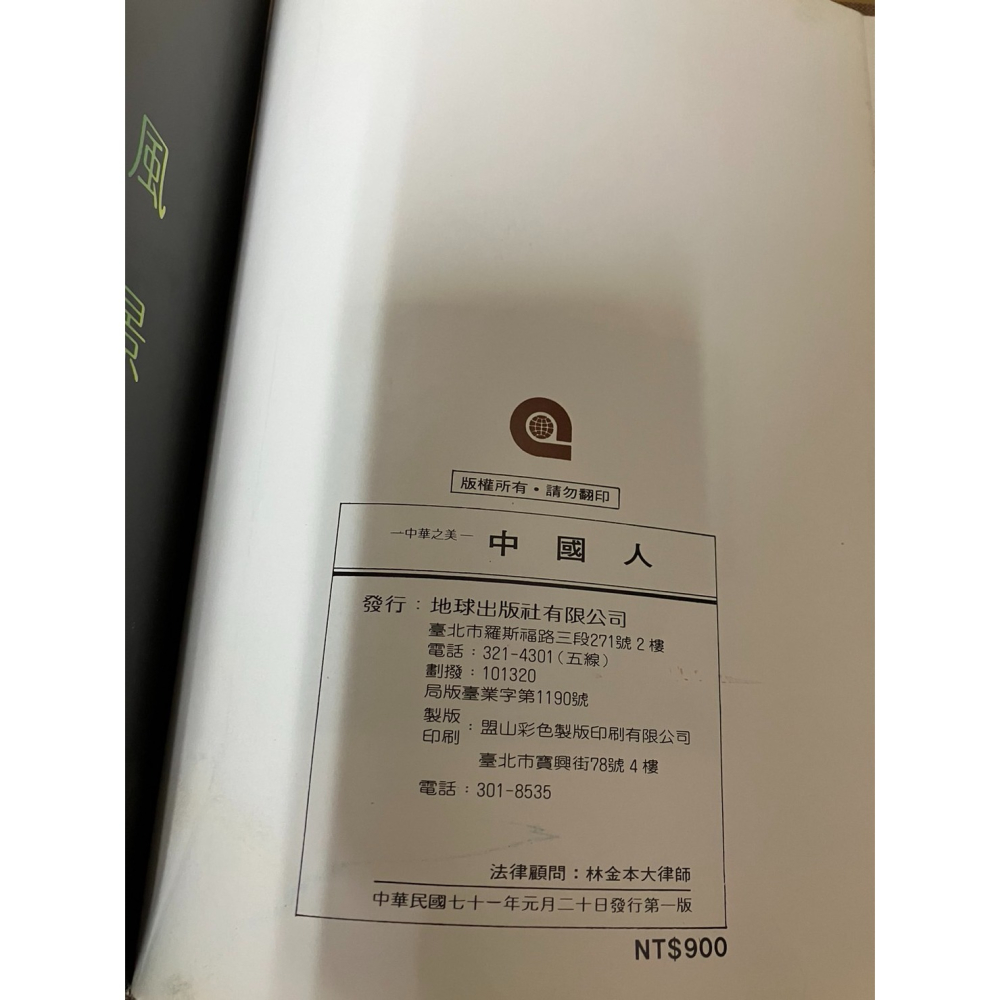 風景
版權所有・請勿翻印
—中華之美— 中國人
發行：地球出版社有限公司
臺北市羅斯福路三段271號2樓
電話：321-4301（五線）
劃撥：101320
局版臺業字第1190號
製版
印刷：盟山彩色製版印刷有限公司
臺北市寶興街78號4樓
電話：301-8535
法律顧問：林金本大律師
中華民國七十一年元月二十日發行第一版
NT$900